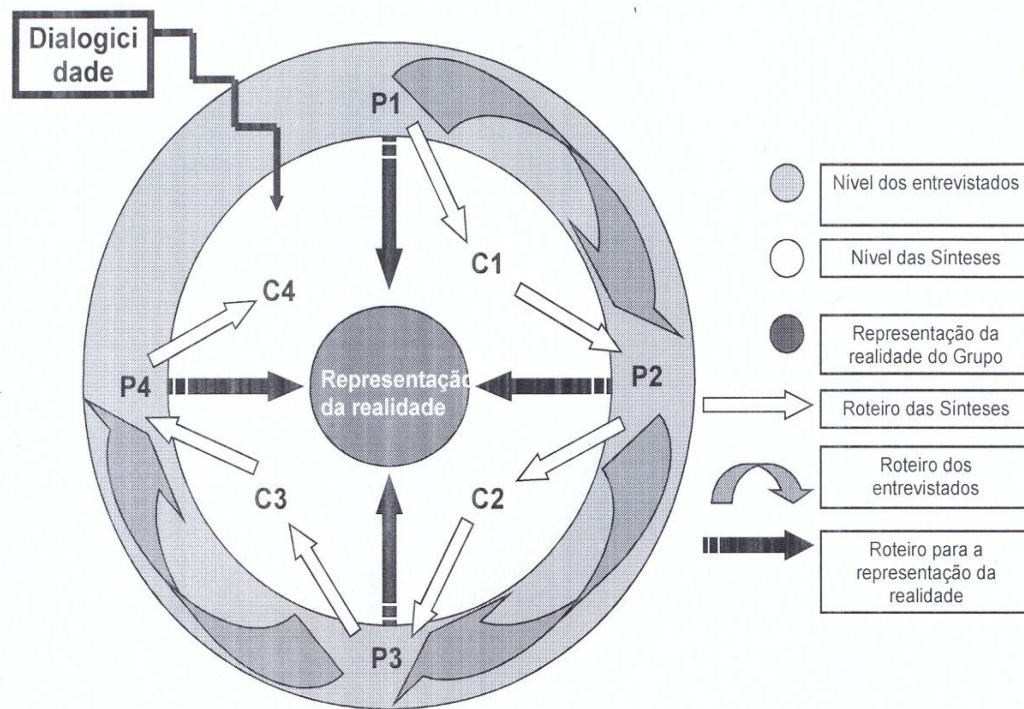 Dialogici
dade
P1
C1
C4
P4
Representação
da realidade
P2
C3
C2
P3
Nível dos entrevistados
Nível das Sínteses
Representação da
realidade do Grupo
Roteiro das Sínteses
Roteiro dos
entrevistados
Roteiro para a
representação da
realidade